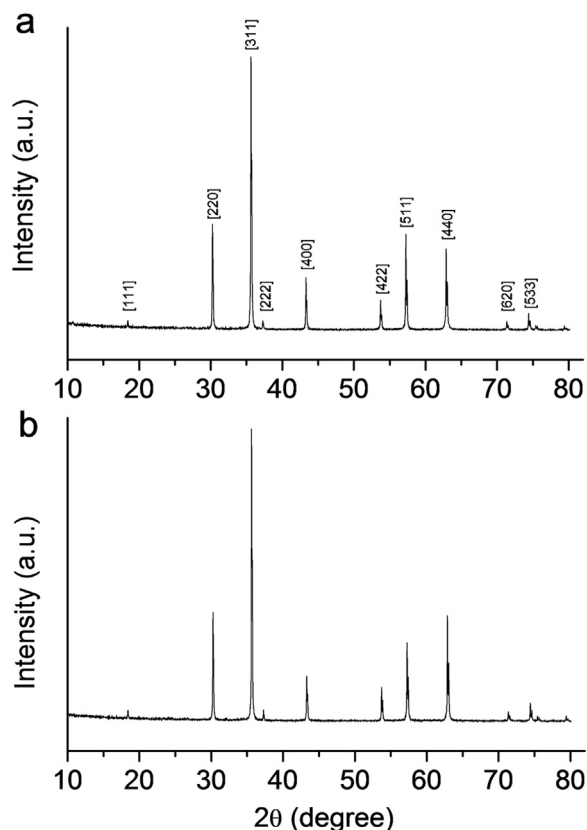 a
Intensity (a.u.)
[111]
[220]
[311]
[222]
[400]
[422]
[511]
[440]
[620]
[533]
10 20 30 40 50 60 70 80
b
Intensity (a.u.)
10 20 30 40 50 60 70 80
2θ (degree)